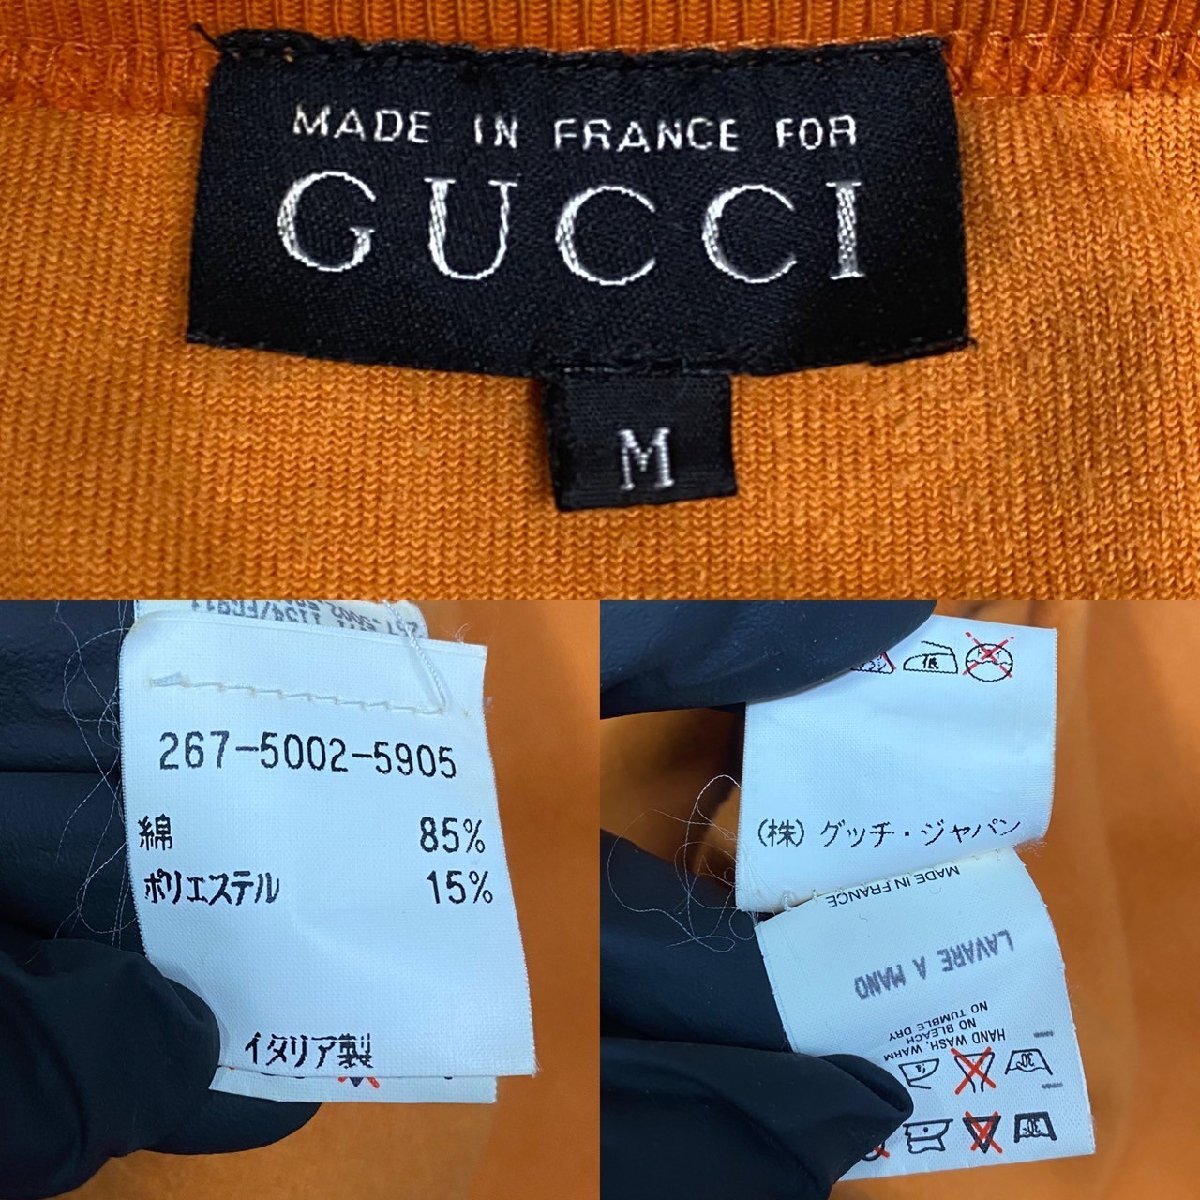 MADE IN FRANCE FOR
GUCCI
M
267-5002-5905
綿 85%
ポリエステル 15%
イタリア製
低
(株)グッチ・ジャパン
MADE IN FRANCE
LAVARE A MANO
HAND WASH. WARM
NO BLEACH
NO TUMBLE DRY
30°